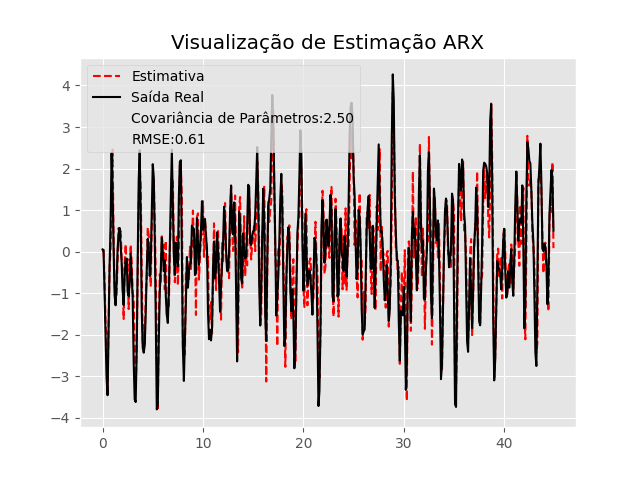 Visualização de Estimação ARX
Estimativa
Saída Real
Covariância de Parâmetros:2.50
RMSE:0.61
4
3
2
1
0
−1
−2
−3
−4
0
10
20
30
40